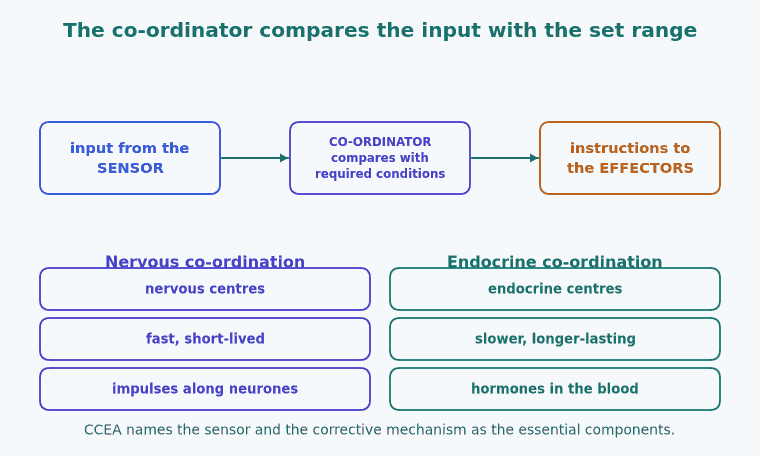 The co-ordinator compares the input with the set range
input from the
SENSOR
CO-ORDINATOR
compares with
required conditions
instructions to
the EFFECTORS
Nervous co-ordination
nervous centres
fast, short-lived
impulses along neurones
Endocrine co-ordination
endocrine centres
slower, longer-lasting
hormones in the blood
CCEA names the sensor and the corrective mechanism as the essential components.